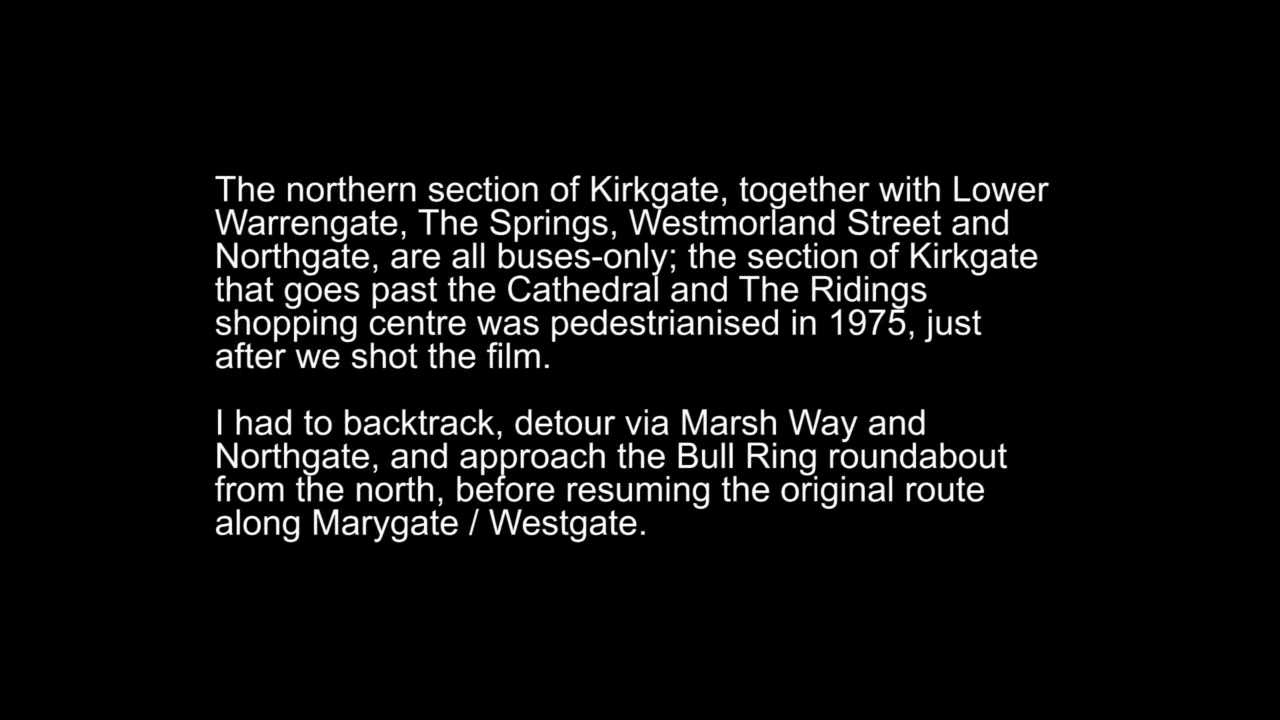 The northern section of Kirkgate, together with Lower
Warrengate, The Springs, Westmorland Street and
Northgate, are all buses-only; the section of Kirkgate
that goes past the Cathedral and The Ridings
shopping centre was pedestrianised in 1975, just
after we shot the film.
I had to backtrack, detour via Marsh Way and
Northgate, and approach the Bull Ring roundabout
from the north, before resuming the original route
along Marygate / Westgate.